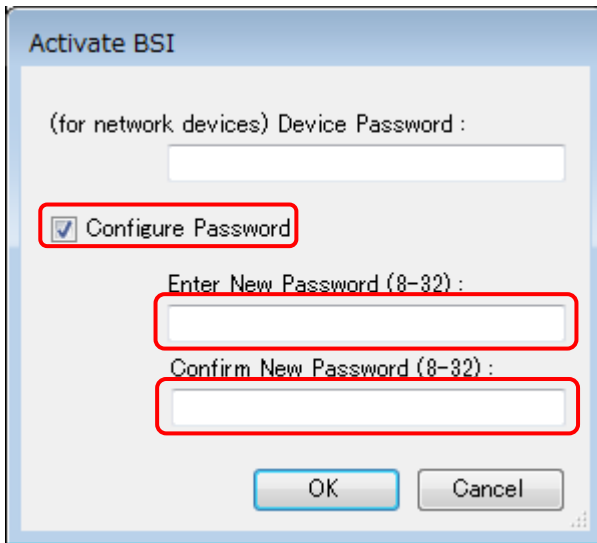 Activate BSI
(for network devices) Device Password :
Configure Password
Enter New Password (8-32) :
Confirm New Password (8-32) :
OK Cancel